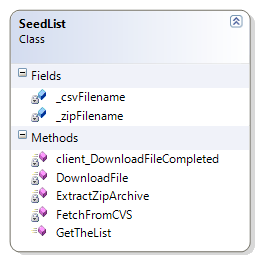 SeedList
Class
Fields
_csvFilename
_zipFilename
Methods
client_DownloadFileCompleted
DownloadFile
ExtractZipArchive
FetchFromCVS
GetTheList